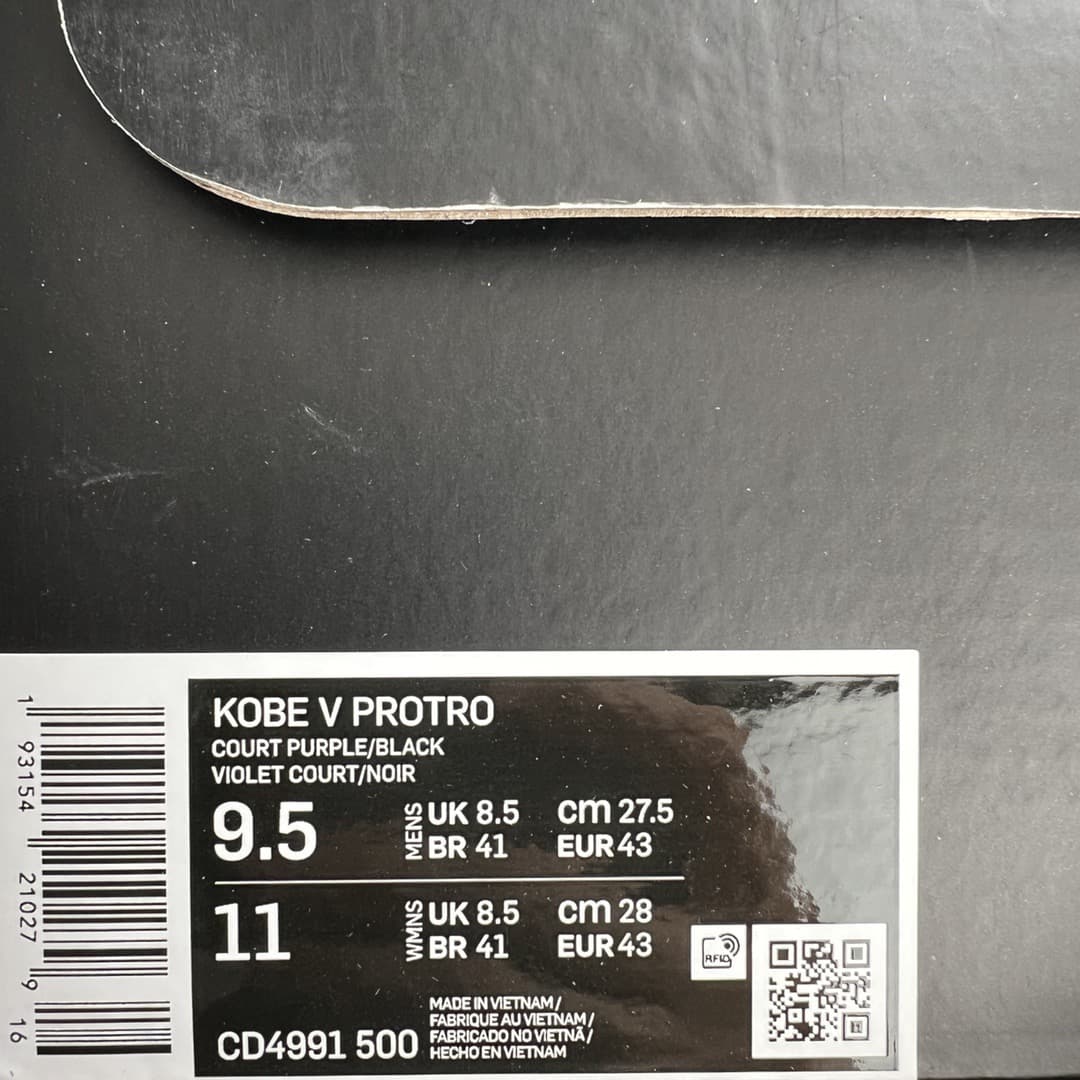 KOBE V PROTRO
COURT PURPLE/BLACK
VIOLET COURT/NOIR
9.5 MENS UK 8.5 cm 27.5
BR 41 EUR 43
11 WMNS UK 8.5 cm 28
BR 41 EUR 43
RFID
CD4991 500
MADE IN VIETNAM /
FABRIQUE AU VIETNAM /
FABRICADO NO VIETNÃ /
HECHO EN VIETNAM
1 93154 21027 9 16